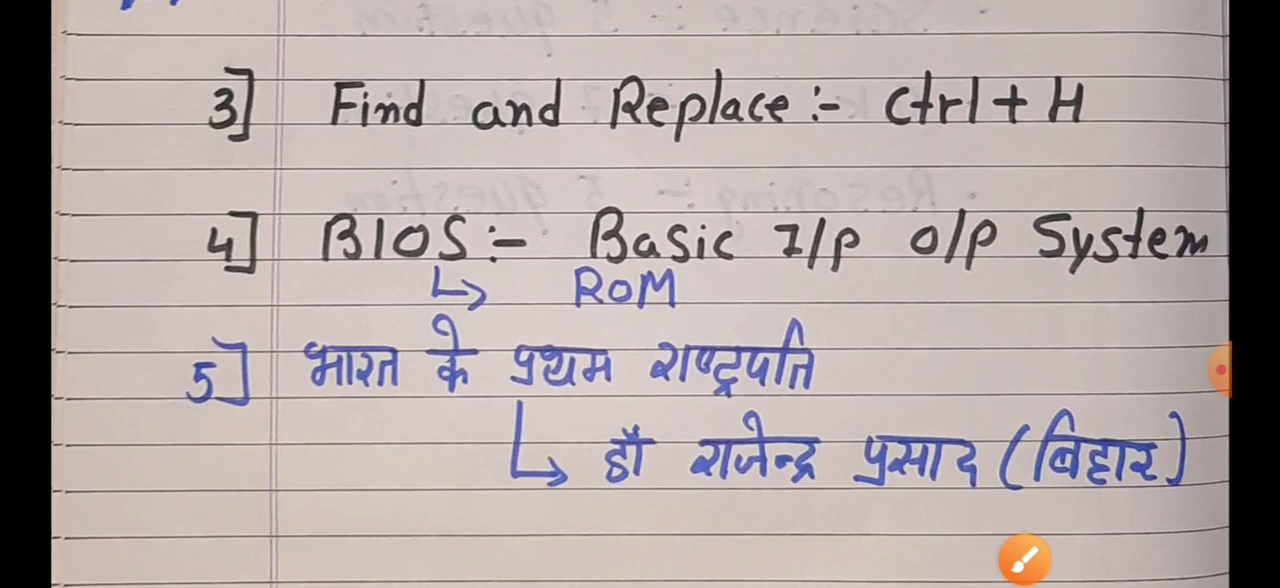 3] Find and Replace :- Ctrl + H
4] BIOS :- Basic I/P O/P System
↳ ROM
5] भारत के प्रथम राष्ट्रपति
↳ डॉ राजेन्द्र प्रसाद (बिहार)